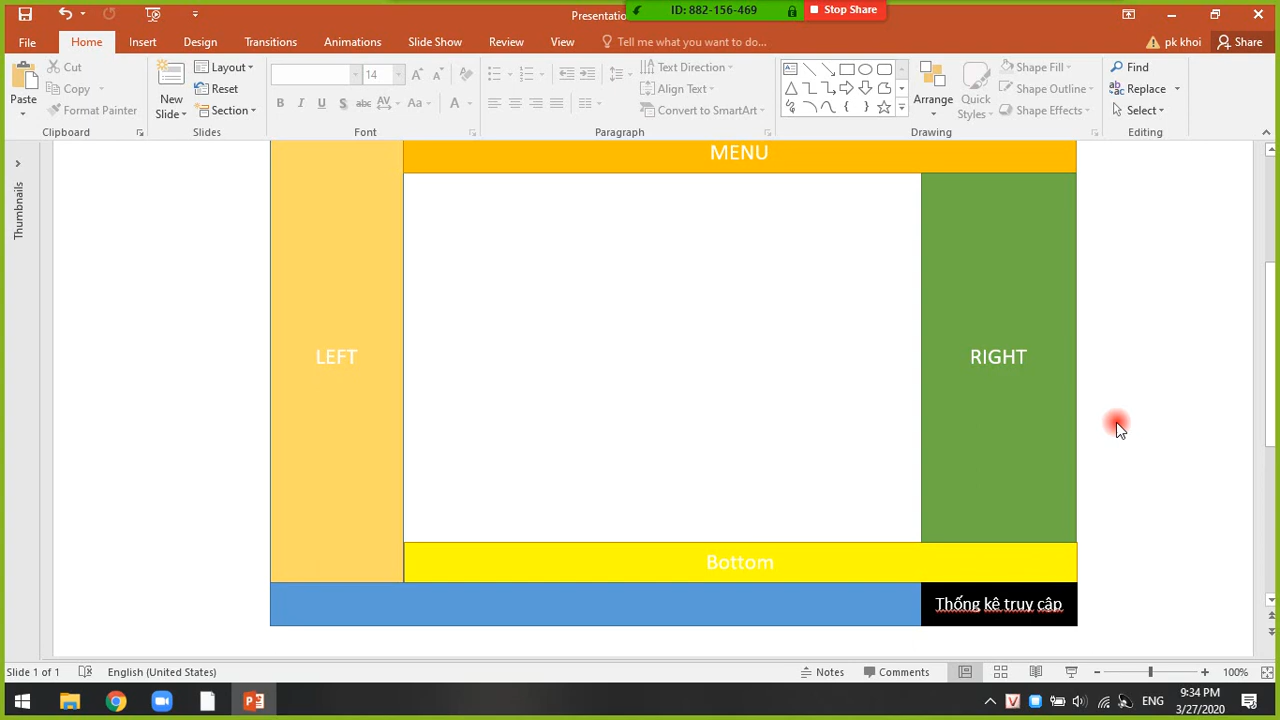 Presentatio
ID: 882-156-469
Stop Share
File
Home
Insert
Design
Transitions
Animations
Slide Show
Review
View
Tell me what you want to do...
pk khoi
Share
Paste
Cut
Copy
Format Painter
Clipboard
New
Slide
Layout
Reset
Section
Slides
14
B I U S abc AV Aa A
Font
Text Direction
Align Text
Convert to SmartArt
Paragraph
Arrange
Quick
Styles
Shape Fill
Shape Outline
Shape Effects
Drawing
Find
Replace
Select
Editing
Thumbnails
MENU
LEFT
RIGHT
Bottom
Thống kê truy câp
Slide 1 of 1
English (United States)
Notes
Comments
100%
ENG
9:34 PM
3/27/2020